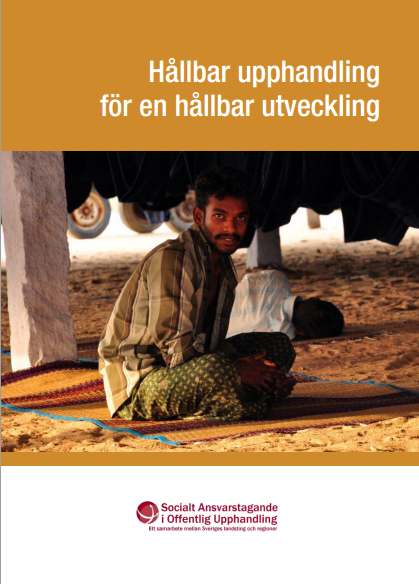 Hållbar upphandling
för en hållbar utveckling
Socialt Ansvarstagande
i Offentlig Upphandling
Ett samarbete mellan Sveriges landsting och regioner